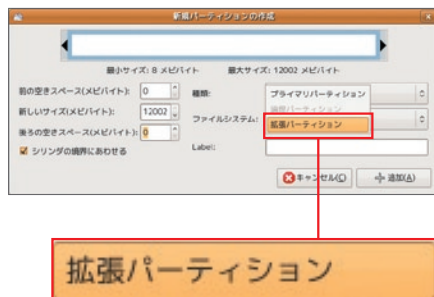 新規パーティションの作成
最小サイズ: 8 メビバイト 最大サイズ: 12002 メビバイト
前の空きスペース(メビバイト): 0 種類: プライマリパーティション
論理パーティション
新しいサイズ(メビバイト): 12002 ファイルシステム: 拡張パーティション
後ろの空きスペース(メビバイト): 0
シリンダの境界にあわせる Label:
キャンセル(C) 追加(A)
拡張パーティション